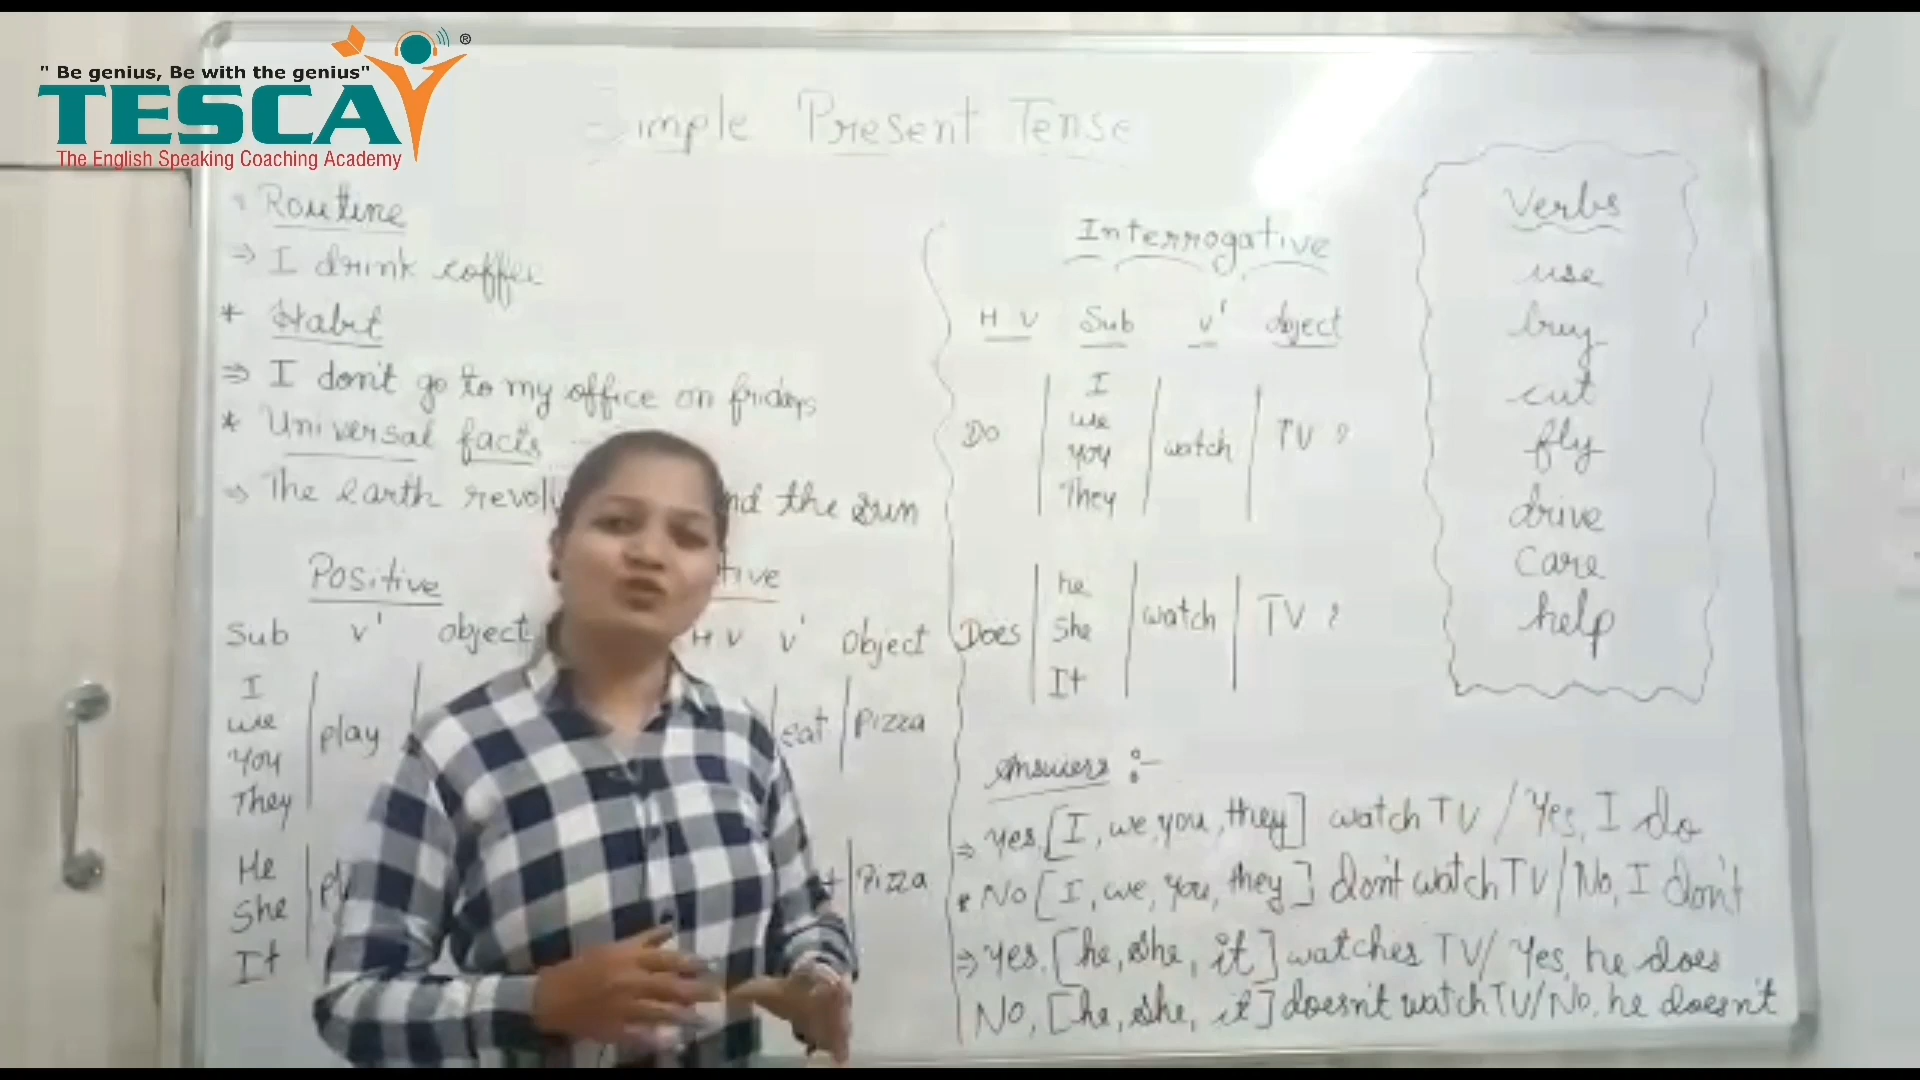 " Be genius, Be with the genius"
TESCA
®
The English Speaking Coaching Academy
Simple Present Tense
* Routine
⇒ I drink coffee
* Habit
⇒ I don't go to my office on fridays
* Universal facts
⇒ The earth the sun
Positive
Sub V¹ object
I
we
You
They
play
He
She
It
H V V¹ Object
eat Pizza
Pizza
Interrogative
H V Sub V¹ object
Do
I
we
you
They
watch TV ?
Does
he
She
It
watch TV ?
Answers :-
⇒ Yes, [I, we, you, they] watch TV / Yes, I do
* No [I, we, you, they] don't watch TV / No, I don't
⇒ Yes, [he, she, it] watches TV / Yes, he does
No, [he, she, it] doesn't watch TV / No, he doesn't
Verbs
use
buy
cut
fly
drive
care
help